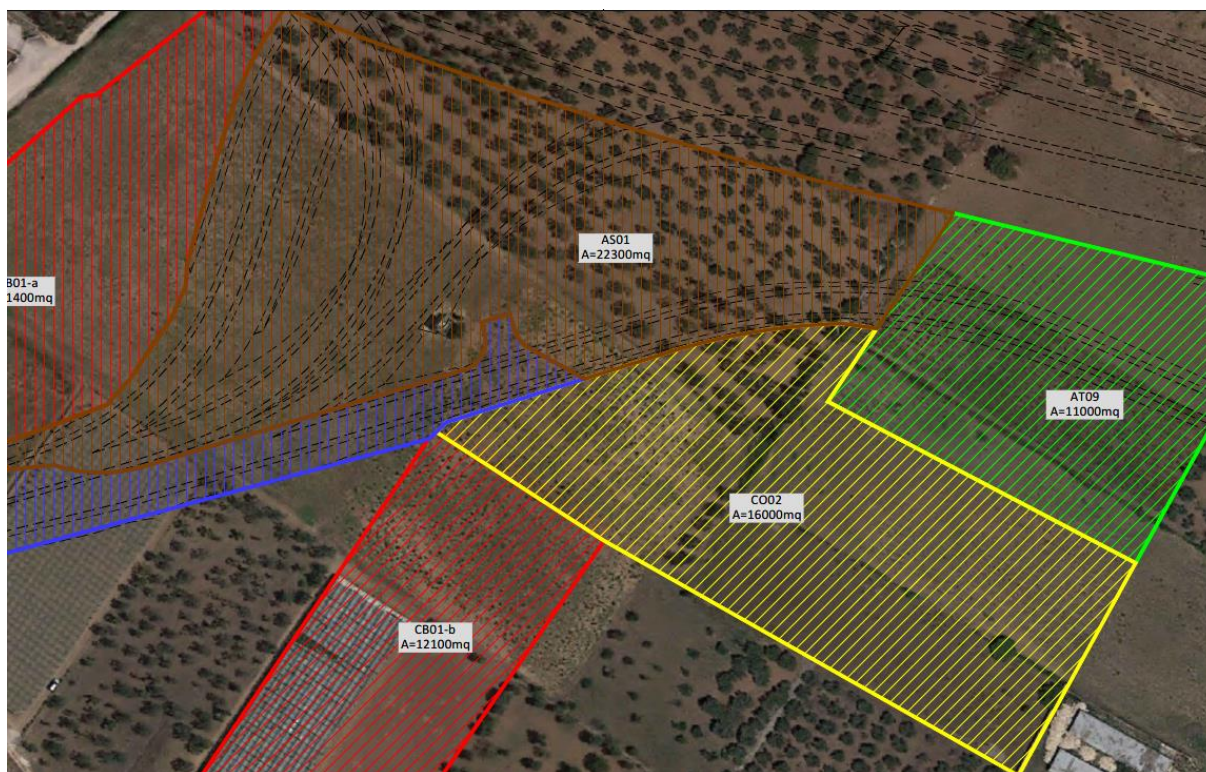 AS01
A=22300mq
B01-a
1400mq
AT09
A=11000mq
CO02
A=16000mq
CB01-b
A=12100mq